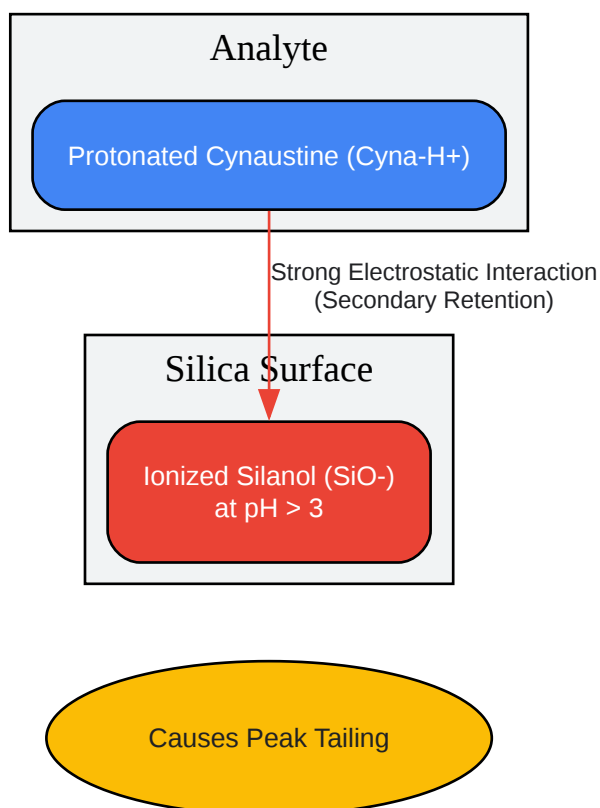 Analyte
Protonated Cynaustine (Cyna-H+)
Strong Electrostatic Interaction
(Secondary Retention)
Silica Surface
Ionized Silanol (SiO-)
at pH > 3
Causes Peak Tailing